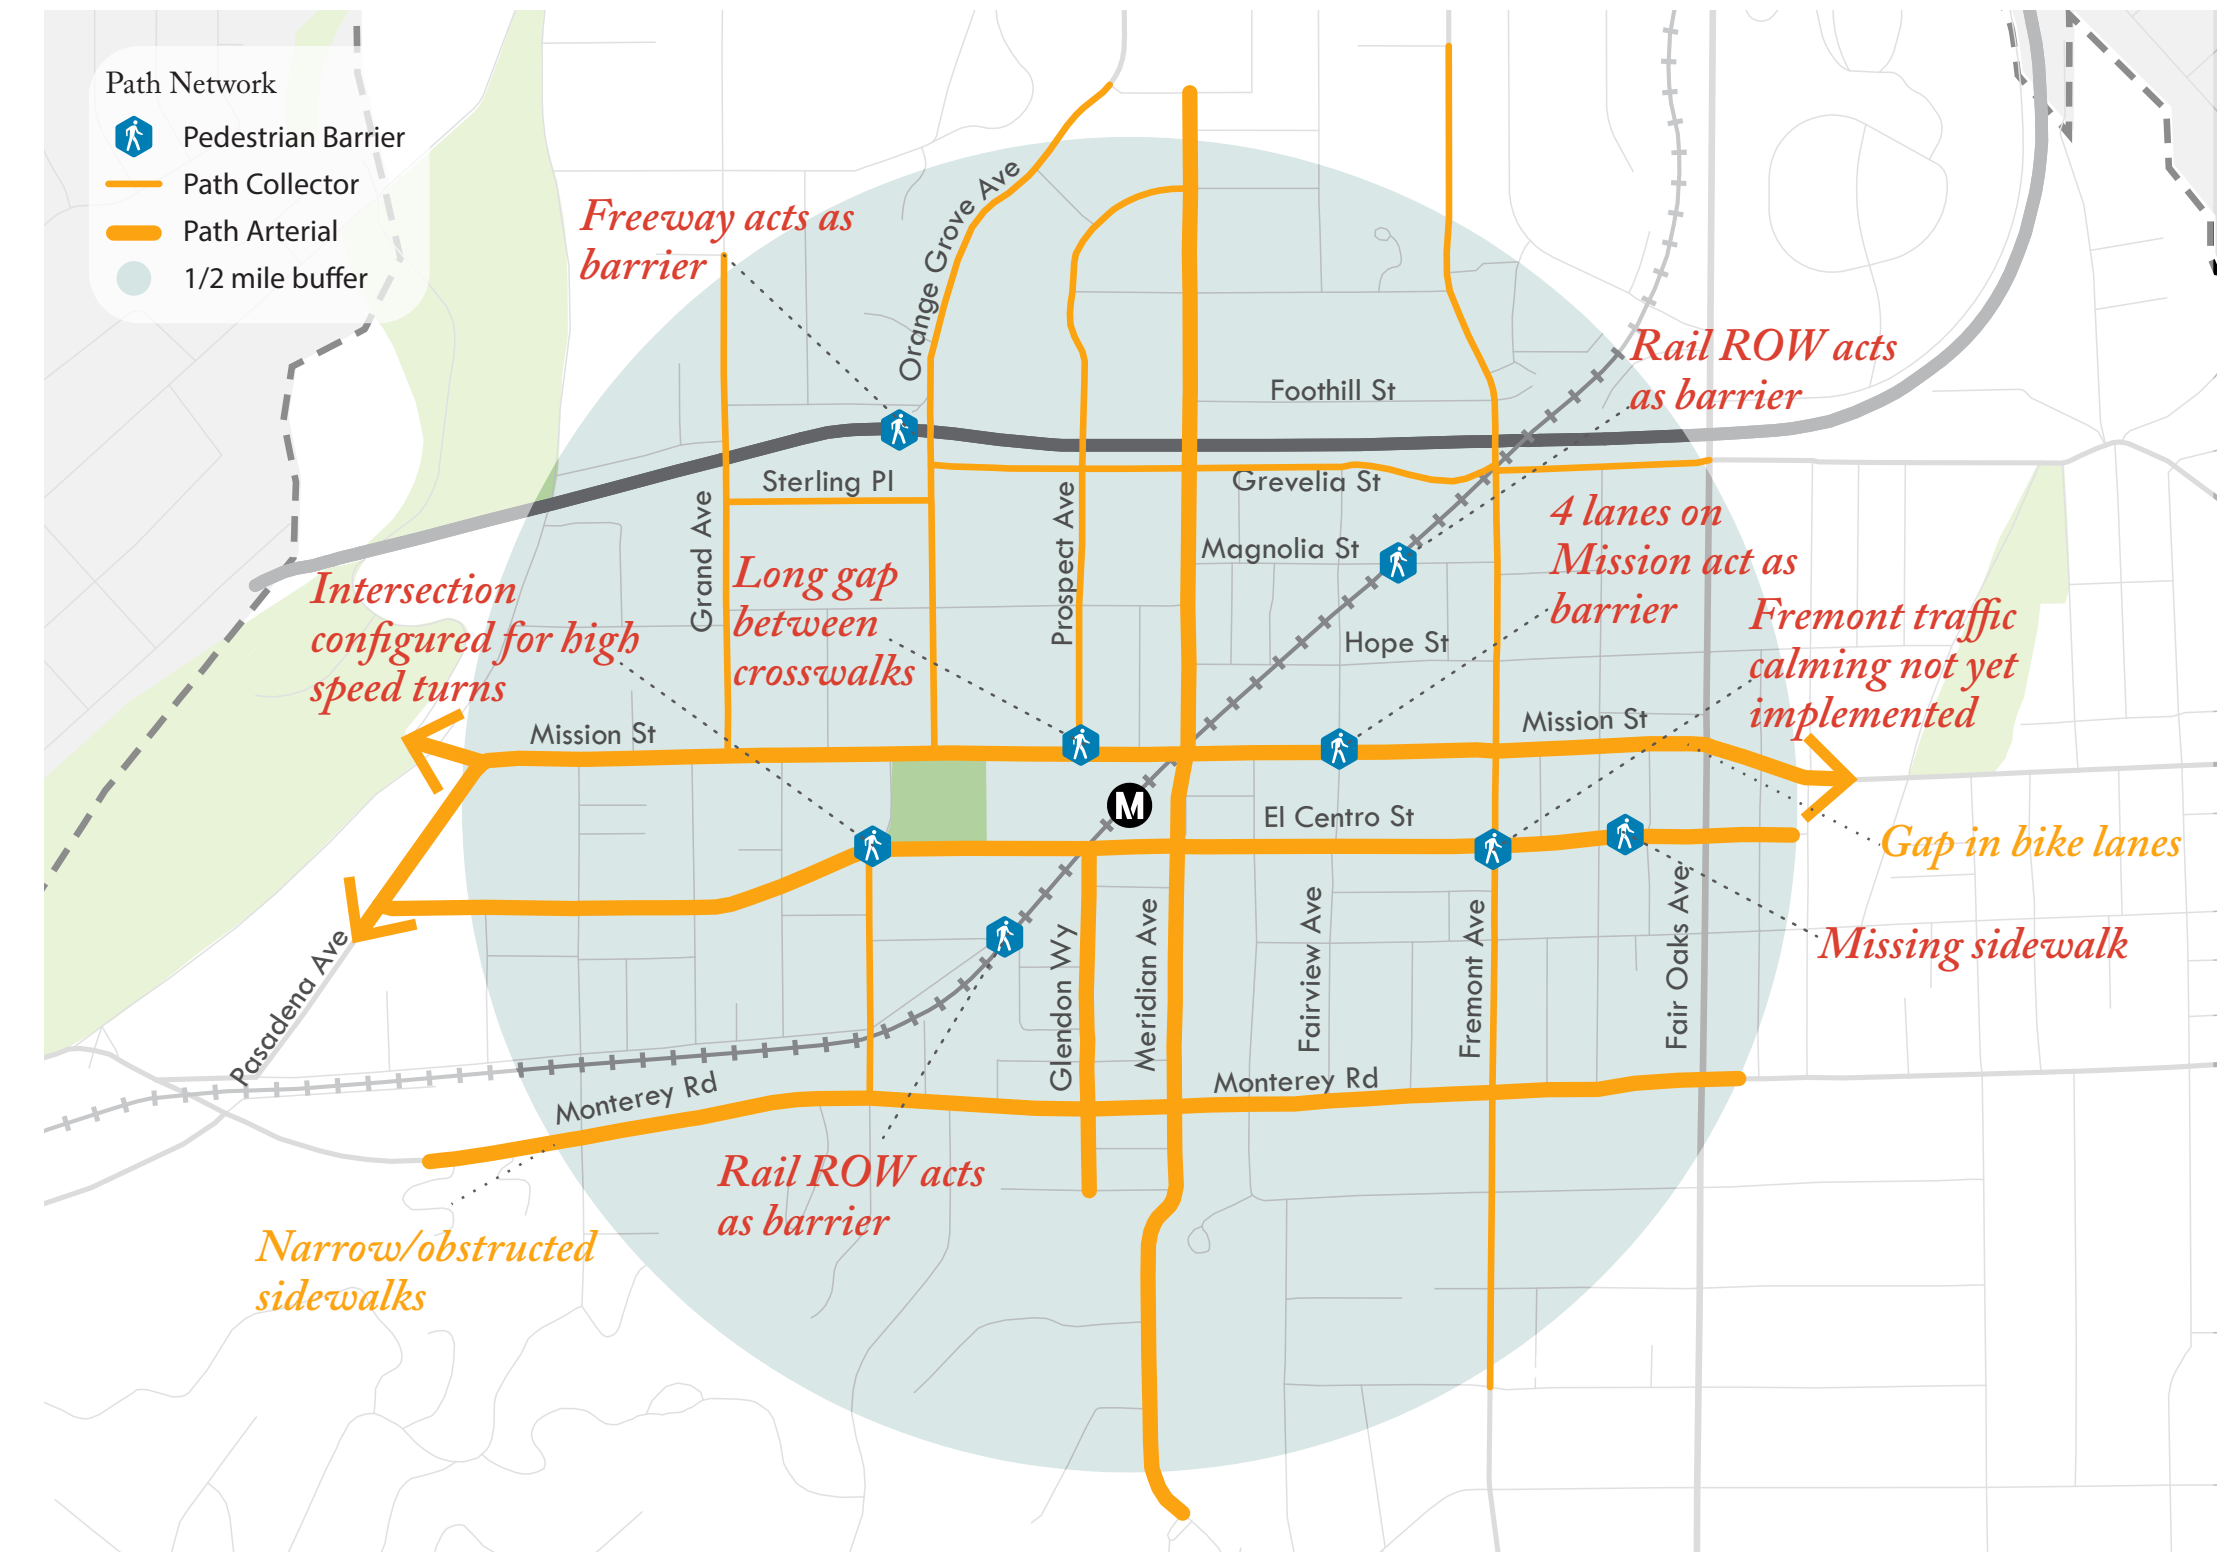 Path Network
Pedestrian Barrier
Path Collector
Path Arterial
1/2 mile buffer
Freeway acts as
barrier
Orange Grove Ave
Rail ROW acts
as barrier
Foothill St
Sterling Pl
Grevelia St
Grand Ave
Prospect Ave
Magnolia St
4 lanes on
Mission act as
barrier
Intersection
configured for high
speed turns
Long gap
between
crosswalks
Hope St
Fremont traffic
calming not yet
implemented
Mission St
Mission St
M
El Centro St
Gap in bike lanes
Missing sidewalk
Pasadena Ave
Glendon Wy
Meridian Ave
Fairview Ave
Fremont Ave
Fair Oaks Ave
Monterey Rd
Monterey Rd
Rail ROW acts
as barrier
Narrow/obstructed
sidewalks